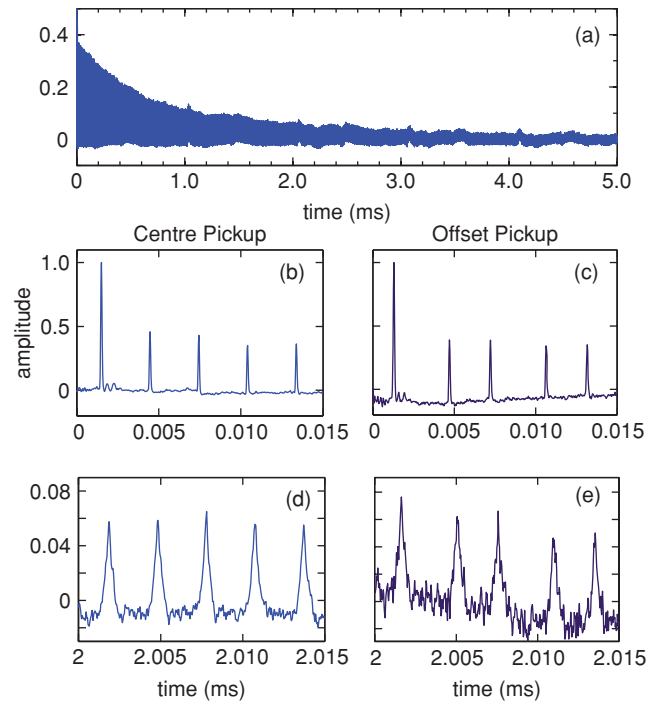 0.4
(a)
0.2
0
0 1.0 2.0 3.0 4.0 5.0
time (ms)
Centre Pickup Offset Pickup
1.0 (b) (c)
amplitude
0.5
0
0 0.005 0.010 0.015 0 0.005 0.010 0.015
0.08 (d) (e)
0.04
0
2 2.005 2.010 2.015 2 2.005 2.010 2.015
time (ms) time (ms)